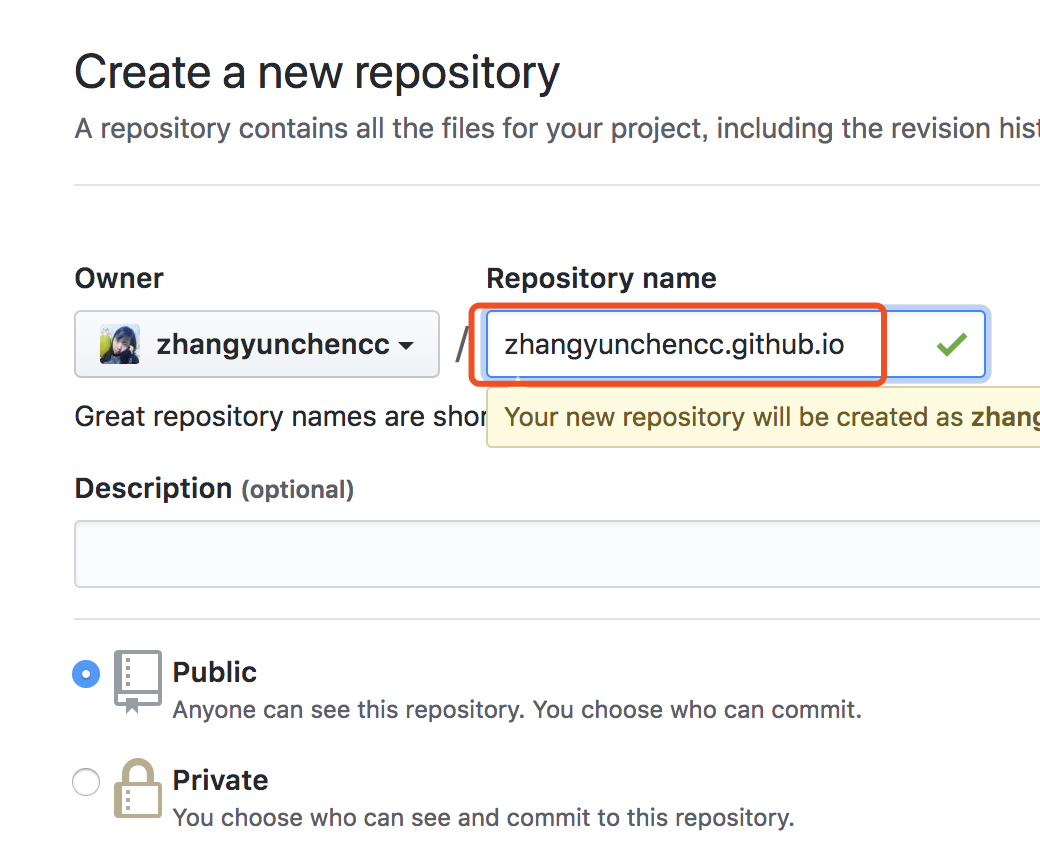 Create a new repository
A repository contains all the files for your project, including the revision hist
Owner
Repository name
zhangyunchencc
/
zhangyunchencc.github.io
Great repository names are shor
Your new repository will be created as zhang
Description (optional)
Public
Anyone can see this repository. You choose who can commit.
Private
You choose who can see and commit to this repository.